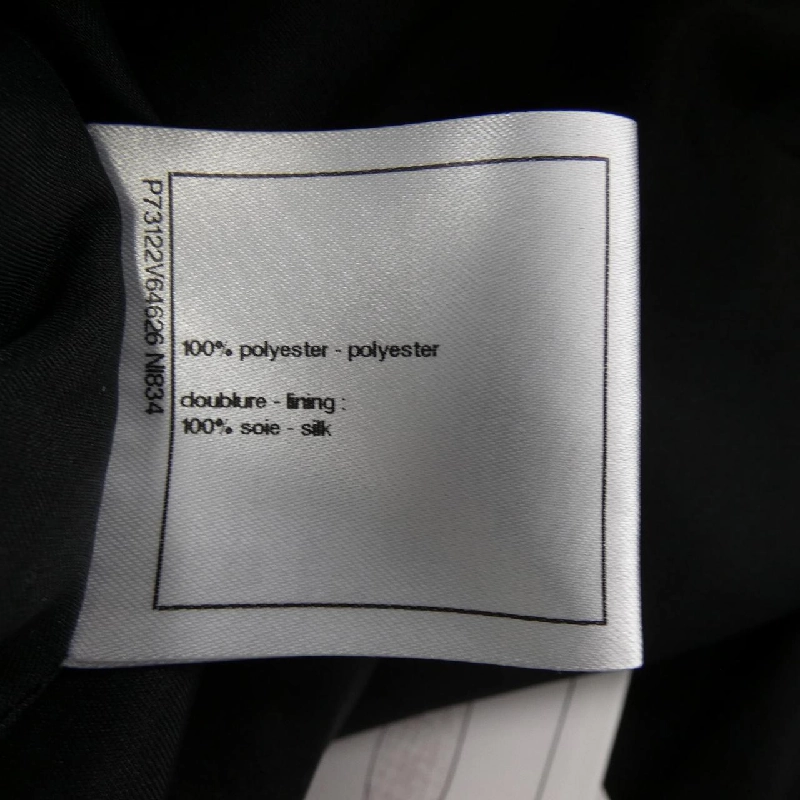 P73122V64626 NI834
100% polyester - polyester
doublure - lining :
100% soie - silk